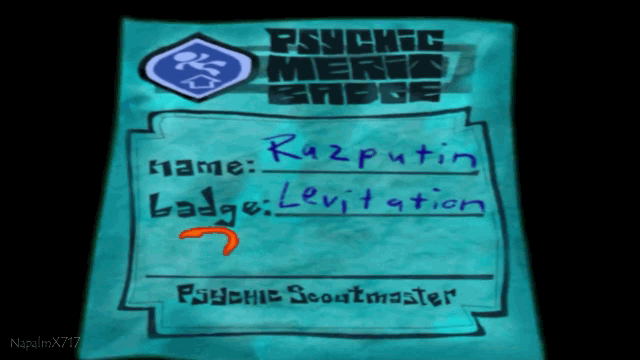 PSYCHIC
MERIT
BADGE
name: Razputin
badge: Levitation
Psychic Scoutmaster
NapalmX717